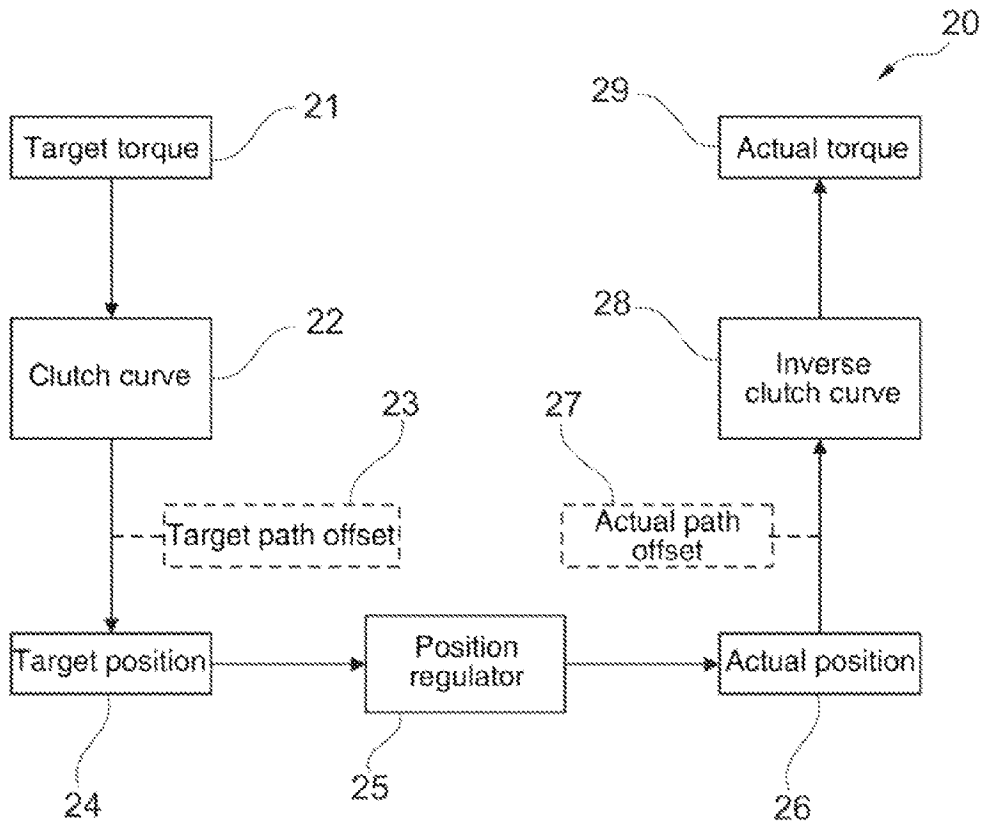 20
21
29
Target torque
Actual torque
22
28
Clutch curve
Inverse
clutch curve
23
27
Target path offset
Actual path
offset
Target position
Position
regulator
Actual position
24
25
26